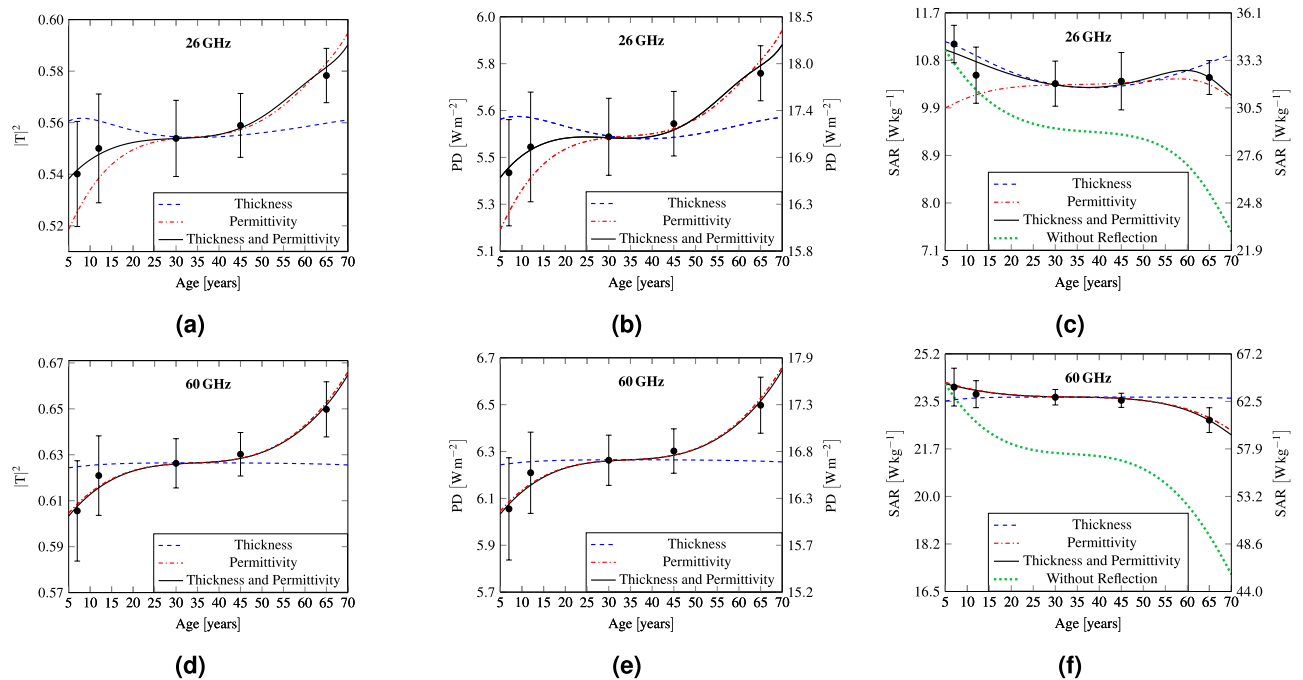 0.60
0.58
0.56
0.54
0.52
|T|²
26 GHz
Thickness
Permittivity
Thickness and Permittivity
5 10 15 20 25 30 35 40 45 50 55 60 65 70
Age [years]
(a)
6.0
5.8
5.6
5.5
5.3
5.1
PD [W m⁻²]
26 GHz
Thickness
Permittivity
Thickness and Permittivity
18.5
18.0
17.4
16.9
16.3
15.8
PD [W m⁻²]
5 10 15 20 25 30 35 40 45 50 55 60 65 70
Age [years]
(b)
11.7
10.8
9.9
8.9
8.0
7.1
SAR [W kg⁻¹]
26 GHz
Thickness
Permittivity
Thickness and Permittivity
Without Reflection
36.1
33.3
30.5
27.6
24.8
21.9
SAR [W kg⁻¹]
5 10 15 20 25 30 35 40 45 50 55 60 65 70
Age [years]
(c)
0.67
0.65
0.63
0.61
0.59
0.57
|T|²
60 GHz
Thickness
Permittivity
Thickness and Permittivity
5 10 15 20 25 30 35 40 45 50 55 60 65 70
Age [years]
(d)
6.7
6.5
6.3
6.1
5.9
5.7
PD [W m⁻²]
60 GHz
Thickness
Permittivity
Thickness and Permittivity
17.9
17.3
16.8
16.3
15.7
15.2
PD [W m⁻²]
5 10 15 20 25 30 35 40 45 50 55 60 65 70
Age [years]
(e)
25.2
23.5
21.7
20.0
18.2
16.5
SAR [W kg⁻¹]
60 GHz
Thickness
Permittivity
Thickness and Permittivity
Without Reflection
67.2
62.5
57.9
53.2
48.6
44.0
SAR [W kg⁻¹]
5 10 15 20 25 30 35 40 45 50 55 60 65 70
Age [years]
(f)